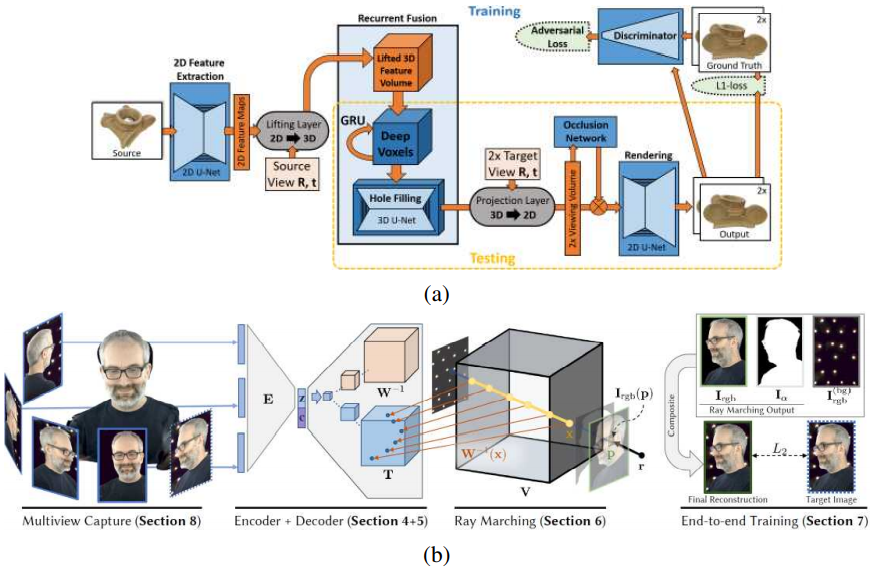 Training
Recurrent Fusion
2D Feature
Extraction
Source
2D U-Net
2D Feature Maps
Lifting Layer
2D ➡ 3D
Source
View R, t
Lifted 3D
Feature
Volume
GRU
Deep
Voxels
Hole Filling
3D U-Net
2x Target
View R, t
Projection Layer
3D ➡ 2D
Occlusion
Network
2x Viewing Volume
Rendering
2D U-Net
2x
Output
Adversarial
Loss
Discriminator
2x
Ground Truth
L1-loss
Testing
(a)
E
z
c
W⁻¹
T
W⁻¹(x)
x
V
I_rgb(p)
p
r
I_rgb
I_α
I_rgb^(bg)
Ray Marching Output
Composite
L₂
Final Reconstruction
Target Image
Multiview Capture (Section 8)
Encoder + Decoder (Section 4+5)
Ray Marching (Section 6)
End-to-end Training (Section 7)
(b)